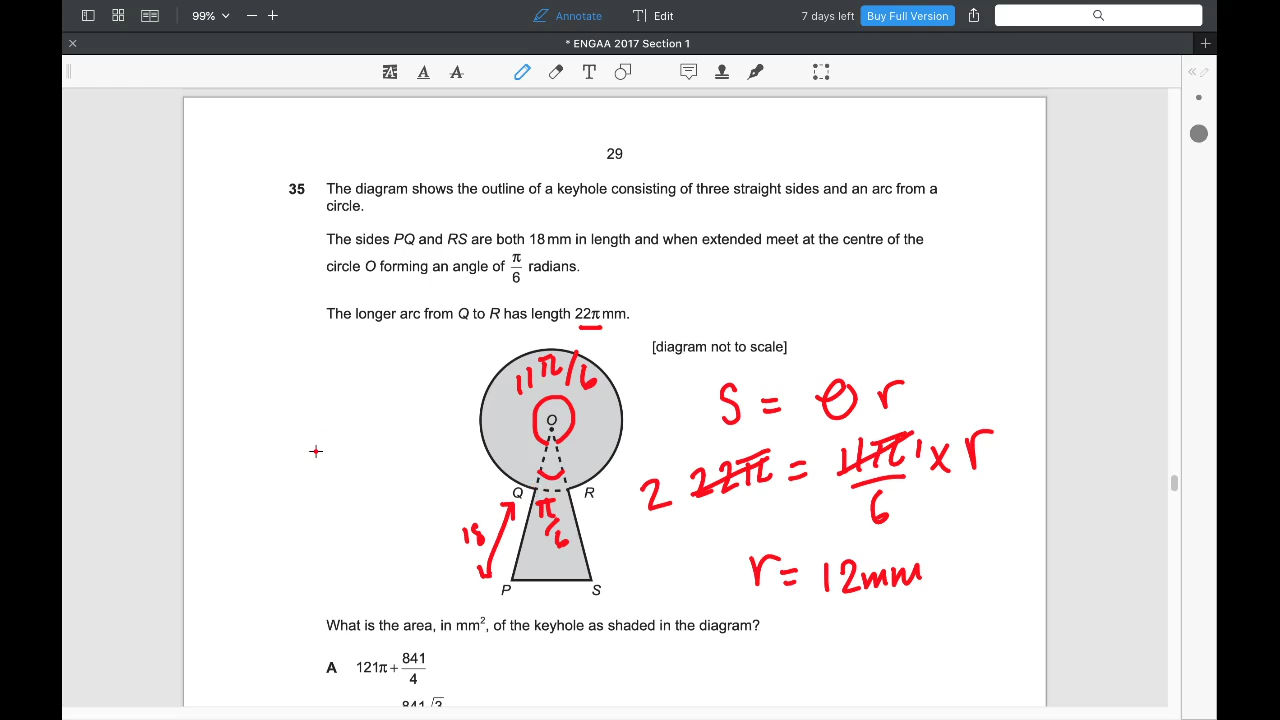 99%
Annotate
T Edit
7 days left
Buy Full Version
* ENGAA 2017 Section 1
A A A T
29
35 The diagram shows the outline of a keyhole consisting of three straight sides and an arc from a
circle.
The sides PQ and RS are both 18 mm in length and when extended meet at the centre of the
circle O forming an angle of π/6 radians.
The longer arc from Q to R has length 22π mm.
[diagram not to scale]
11π/6
O
S = θ r
2 22π = 11π/6 1 × r
Q R
π/6
18
r = 12mm
P S
What is the area, in mm², of the keyhole as shaded in the diagram?
A 121π + 841/4
841√3